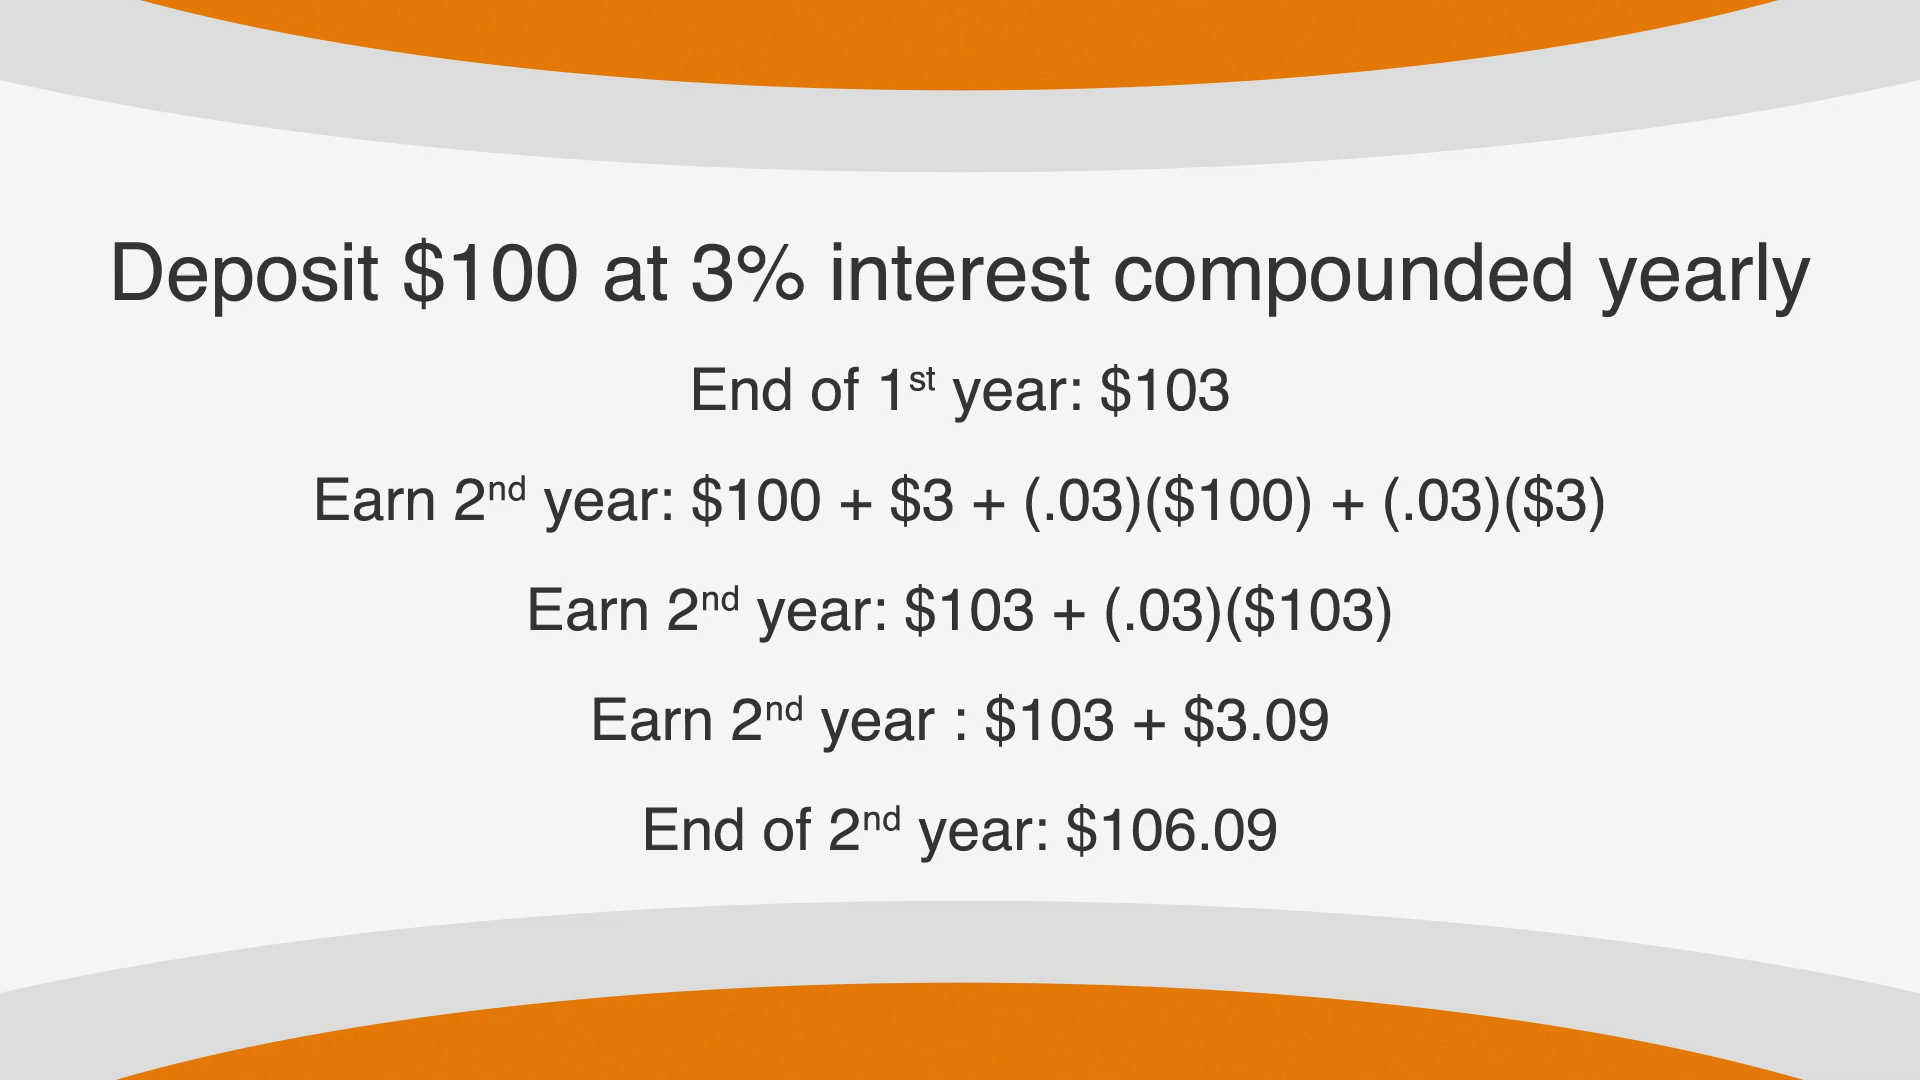 Deposit $100 at 3% interest compounded yearly
End of 1st year: $103
Earn 2nd year: $100 + $3 + (.03)($100) + (.03)($3)
Earn 2nd year: $103 + (.03)($103)
Earn 2nd year : $103 + $3.09
End of 2nd year: $106.09